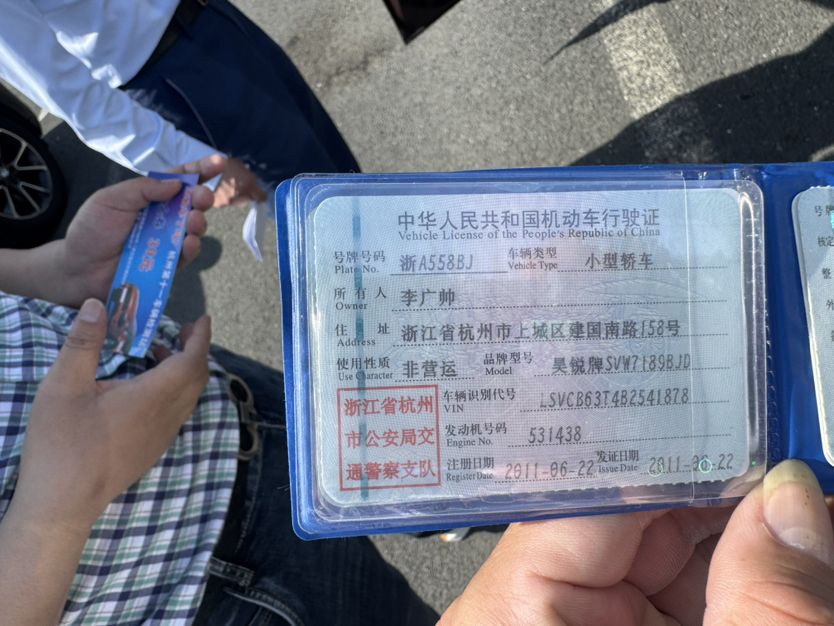 中华人民共和国机动车行驶证
Vehicle License of the People's Republic of China
号牌号码 浙A558BJ 车辆类型 小型轿车
Plate No. Vehicle Type
所有人 李广帅
Owner
住址 浙江省杭州市上城区建国南路158号
Address
使用性质 非营运 品牌型号 昊锐牌SVW7189BJD
Use Character Model
浙江省杭州
市公安局交
通警察支队
车辆识别代号 LSVCB63T4B2541878
VIN
发动机号码 531438
Engine No.
注册日期 2011-06-22 发证日期 2011-06-22
Register Date Issue Date
号牌
核定
整
外